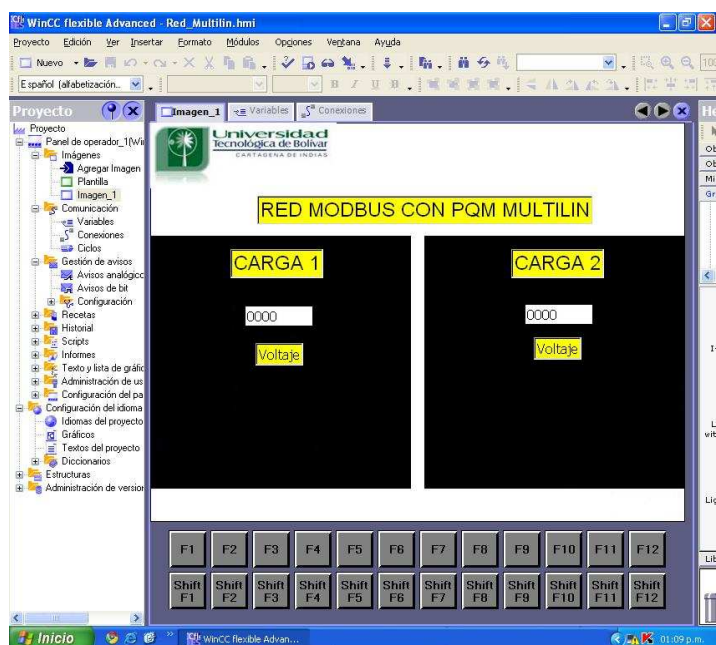 WinCC flexible Advanced - Red_Multilin.hmi
Proyecto Edición Ver Insertar Formato Módulos Opciones Ventana Ayuda
Nuevo
Español (alfabetización..
B I U B
Proyecto
Imagen_1 Variables Conexiones
Proyecto
Panel de operador_1(Wi
Imágenes
Agregar Imagen
Plantilla
Imagen_1
Comunicación
Variables
Conexiones
Ciclos
Gestión de avisos
Avisos analógicc
Avisos de bit
Configuración
Recetas
Historial
Scripts
Informes
Texto y lista de gráfic
Administración de us
Configuración del pa
Configuración del idioma
Idiomas del proyecto
Gráficos
Textos del proyecto
Diccionarios
Estructuras
Administración de version
Universidad
Tecnológica de Bolívar
CARTAGENA DE INDIAS
RED MODBUS CON PQM MULTILIN
CARGA 1 CARGA 2
0000 0000
Voltaje Voltaje
F1 F2 F3 F4 F5 F6 F7 F8 F9 F10 F11 F12
Shift F1 Shift F2 Shift F3 Shift F4 Shift F5 Shift F6 Shift F7 Shift F8 Shift F9 Shift F10 Shift F11 Shift F12
Inicio
WinCC flexible Advan...
01:09 p.m.